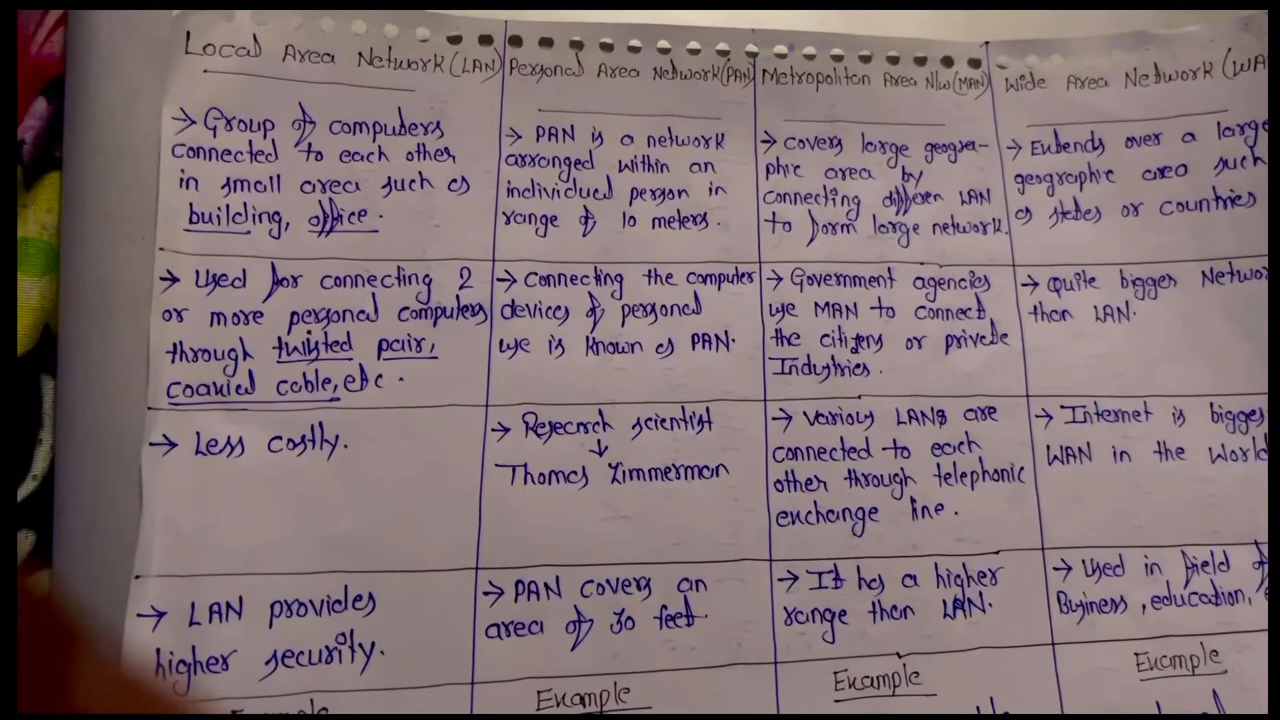 Local Area Network (LAN)
→ Group of computers
connected to each other
in small area such as
building, office.
→ Used for connecting 2
or more personal computers
through twisted pair,
coaxial cable, etc.
→ Less costly.
→ LAN provides
higher security.
Example
Personal Area Network (PAN)
→ PAN is a network
arranged within an
individual person in
range of 10 meters.
→ Connecting the computer
devices of personal
use is known as PAN.
→ Research scientist
↓
Thomas Zimmerman
→ PAN covers an
area of 30 feet
Example
Metropolitan Area N/w (MAN)
→ covers large geogra-
phic area by
connecting differen LAN
to form large network.
→ Government agencies
use MAN to connect
the citizens or private
Industries.
→ Various LANs are
connected to each
other through telephonic
exchange line.
→ It has a higher
range than LAN.
Example
Wide Area Network (WA
→ Extends over a large
geographic area such
as states or countries
→ quite bigger Networ
than LAN.
→ Internet is bigges
WAN in the World
→ Used in field of
Business, education,
Example